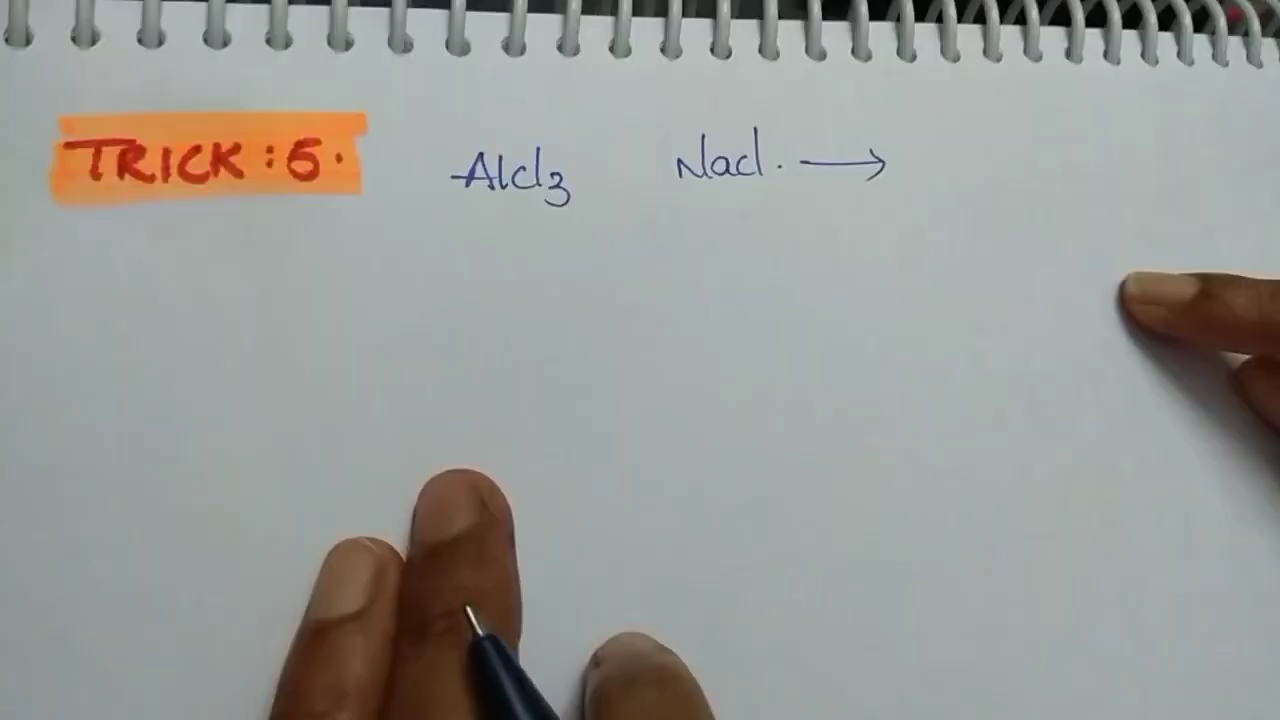 TRICK : 5. AlCl3 NaCl. →